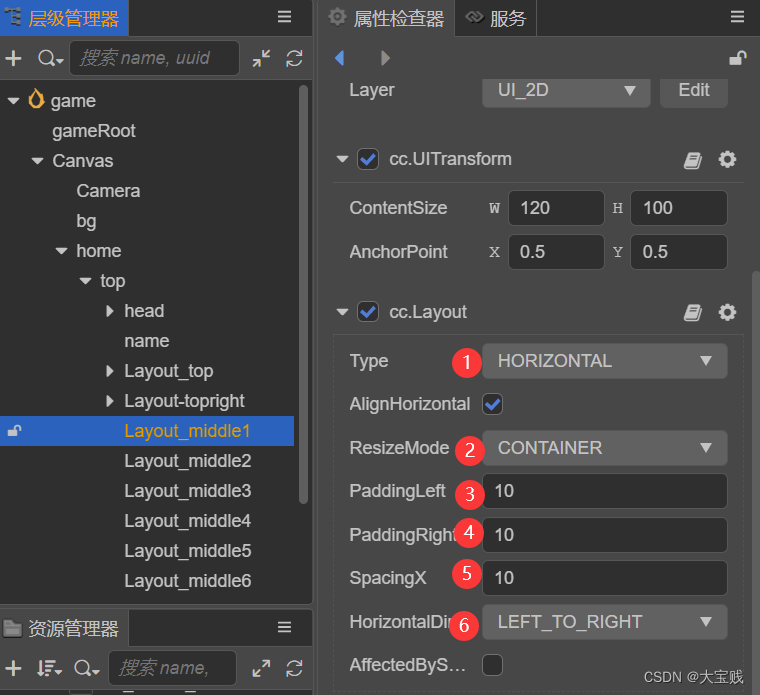 层级管理器
搜索 name, uuid
game
gameRoot
Canvas
Camera
bg
home
top
head
name
Layout_top
Layout-topright
Layout_middle1
Layout_middle2
Layout_middle3
Layout_middle4
Layout_middle5
Layout_middle6
资源管理器
搜索 name,
属性检查器 服务
Layer UI_2D Edit
cc.UITransform
ContentSize W 120 H 100
AnchorPoint X 0.5 Y 0.5
cc.Layout
Type 1 HORIZONTAL
AlignHorizontal
ResizeMode 2 CONTAINER
PaddingLeft 3 10
PaddingRight 4 10
SpacingX 5 10
HorizontalDi 6 LEFT_TO_RIGHT
AffectedByS...
CSDN @大宝贱